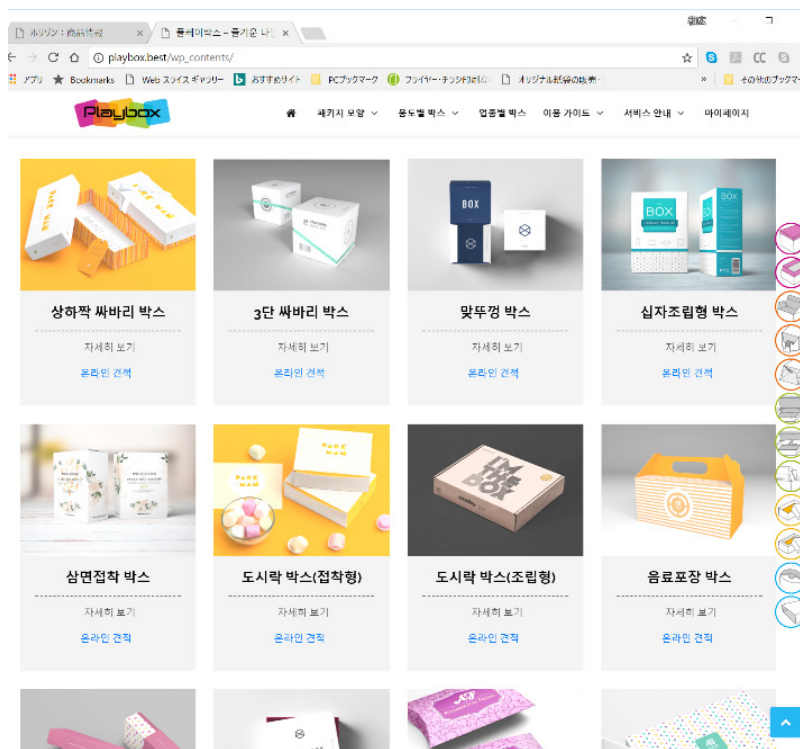 ホリゾン：商品情報
플레이박스 – 즐거운 나
playbox.best/wp_contents/
アプリ Bookmarks Web スライス ギャラリー おすすめサイト PCブックマーク フライヤー・チラシ印刷 オリジナル紙袋の販売 » その他のブックマー
Playbox
패키지 모양 용도별 박스 업종별 박스 이용 가이드 서비스 안내 마이페이지
BOX
BOX
상하짝 싸바리 박스 3단 싸바리 박스 맞뚜껑 박스 십자조립형 박스
자세히 보기 자세히 보기 자세히 보기 자세히 보기
온라인 견적 온라인 견적 온라인 견적 온라인 견적
PACK
MAN
IM
THE
BOX
삼면접착 박스 도시락 박스(접착형) 도시락 박스(조립형) 음료포장 박스
자세히 보기 자세히 보기 자세히 보기 자세히 보기
온라인 견적 온라인 견적 온라인 견적 온라인 견적